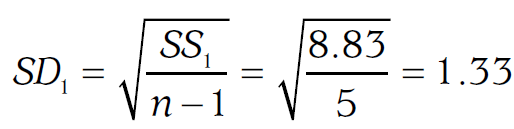 SD₁ = √(SS₁ / (n − 1)) = √(8.83 / 5) = 1.33